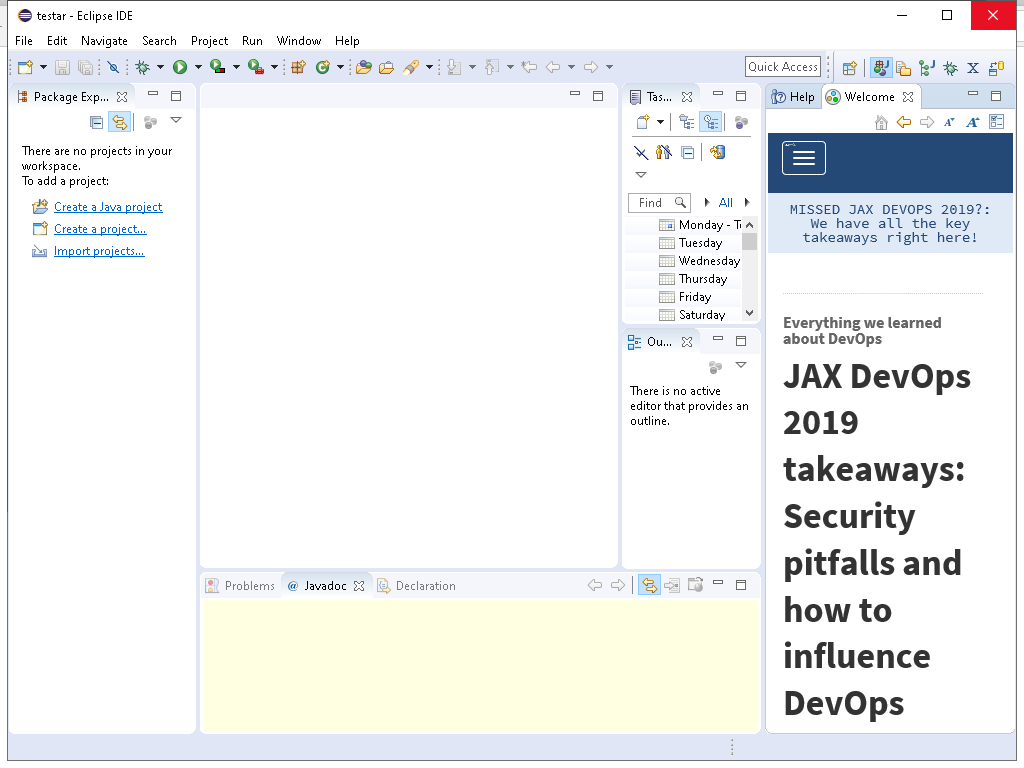 testar - Eclipse IDE
File Edit Navigate Search Project Run Window Help
Quick Access
Package Exp...
There are no projects in your
workspace.
To add a project:
Create a Java project
Create a project...
Import projects...
Tas...
Find
All
Monday - T
Tuesday
Wednesday
Thursday
Friday
Saturday
Ou...
There is no active
editor that provides an
outline.
Problems
@ Javadoc
Declaration
Help
Welcome
MISSED JAX DEVOPS 2019?:
We have all the key
takeaways right here!
Everything we learned
about DevOps
JAX DevOps
2019
takeaways:
Security
pitfalls and
how to
influence
DevOps